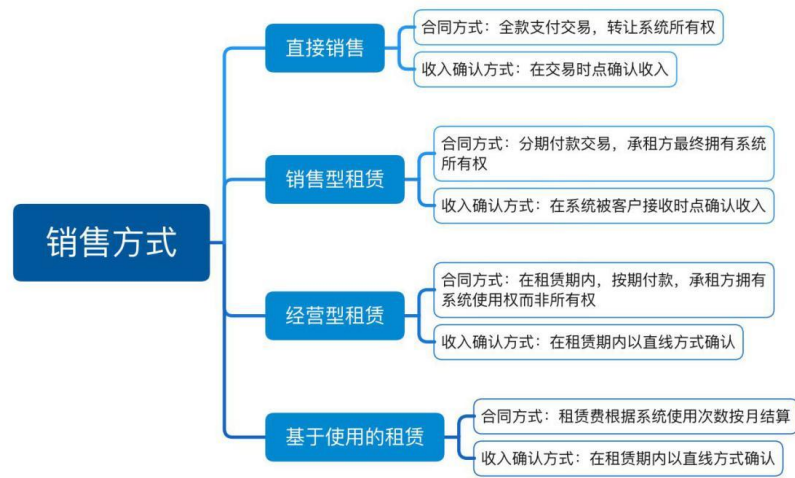 销售方式
直接销售
合同方式：全款支付交易，转让系统所有权
收入确认方式：在交易时点确认收入
销售型租赁
合同方式：分期付款交易，承租方最终拥有系统
所有权
收入确认方式：在系统被客户接收时点确认收入
经营型租赁
合同方式：在租赁期内，按期付款，承租方拥有
系统使用权而非所有权
收入确认方式：在租赁期内以直线方式确认
基于使用的租赁
合同方式：租赁费根据系统使用次数按月结算
收入确认方式：在租赁期内以直线方式确认